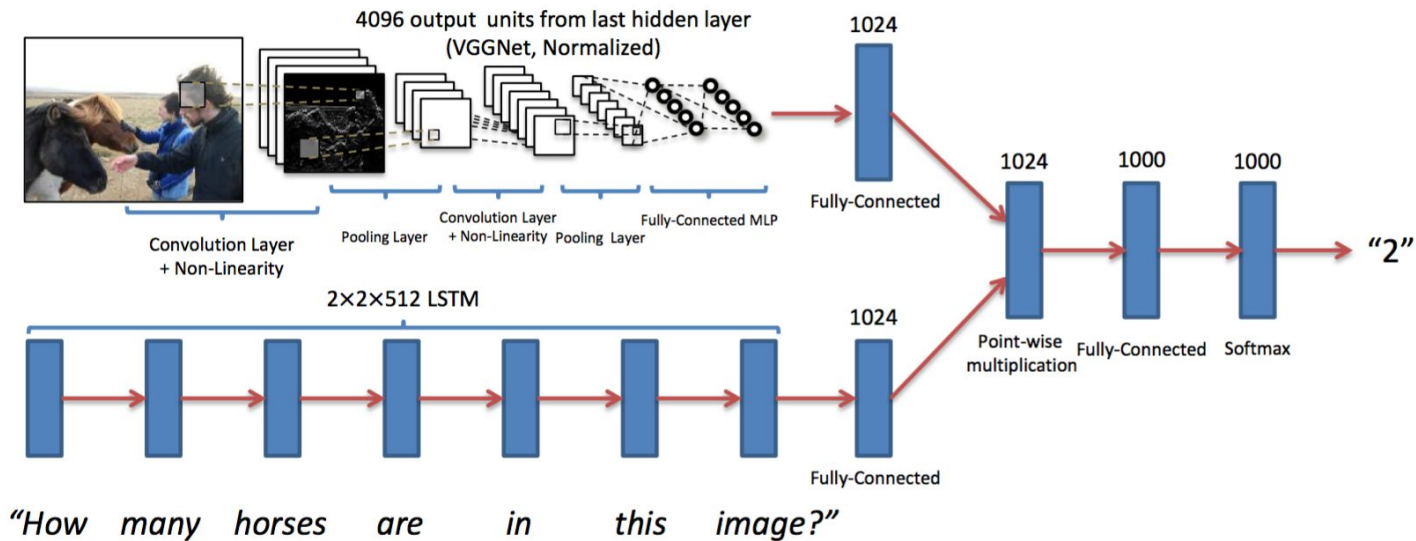 4096 output units from last hidden layer
(VGGNet, Normalized)
Convolution Layer
+ Non-Linearity
Pooling Layer
Convolution Layer
+ Non-Linearity
Pooling Layer
Fully-Connected MLP
1024
Fully-Connected
2×2×512 LSTM
1024
Fully-Connected
1024
Point-wise
multiplication
1000
Fully-Connected
1000
Softmax
“2”
“How many horses are in this image?”